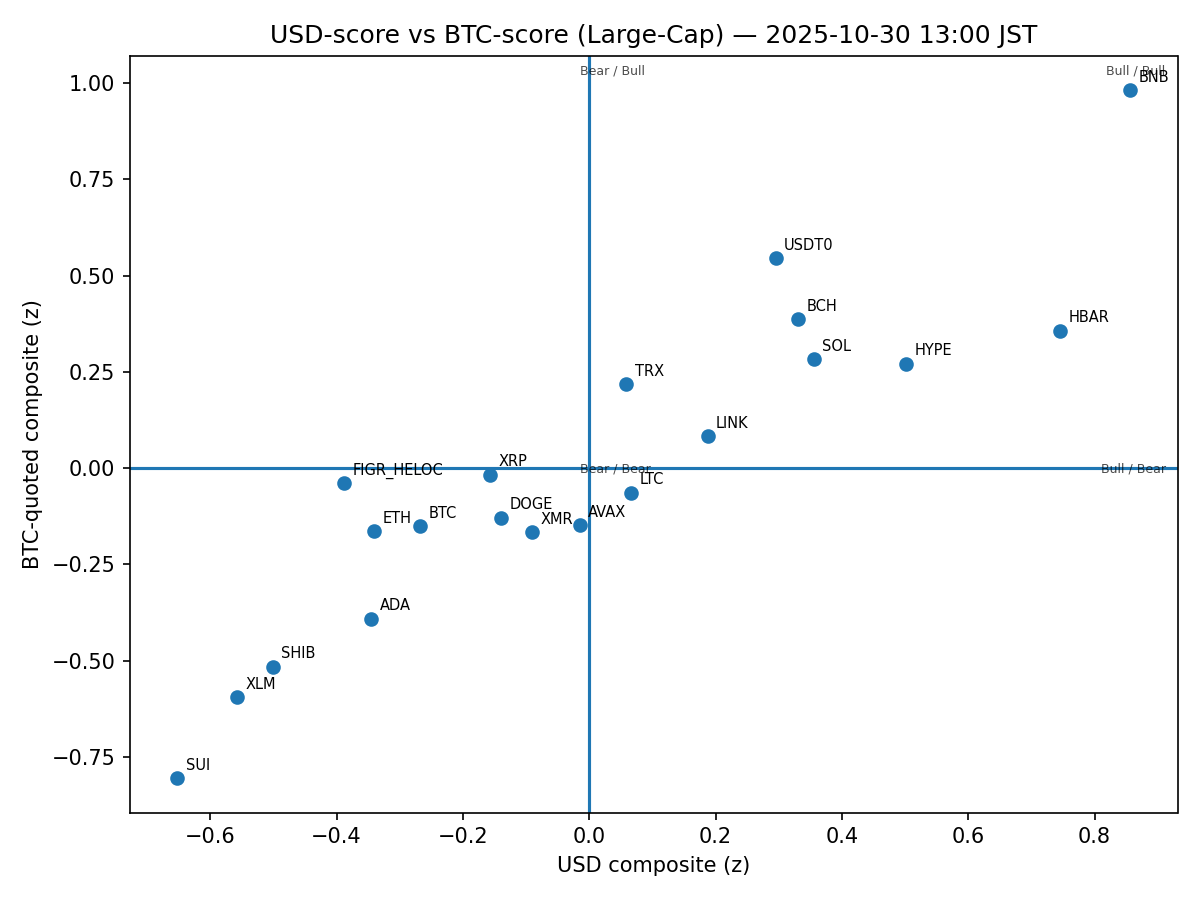 USD-score vs BTC-score (Large-Cap) — 2025-10-30 13:00 JST
Bear / Bull
Bull / Bull
BNB
1.00
0.75
USDT0
0.50
BCH
HBAR
SOL
HYPE
0.25
TRX
LINK
0.00
FIGR_HELOC
XRP
Bear / Bear
Bull / Bear
LTC
DOGE
AVAX
ETH
BTC
XMR
−0.25
ADA
−0.50
SHIB
XLM
−0.75
SUI
−0.6
−0.4
−0.2
0.0
0.2
0.4
0.6
0.8
USD composite (z)
BTC-quoted composite (z)